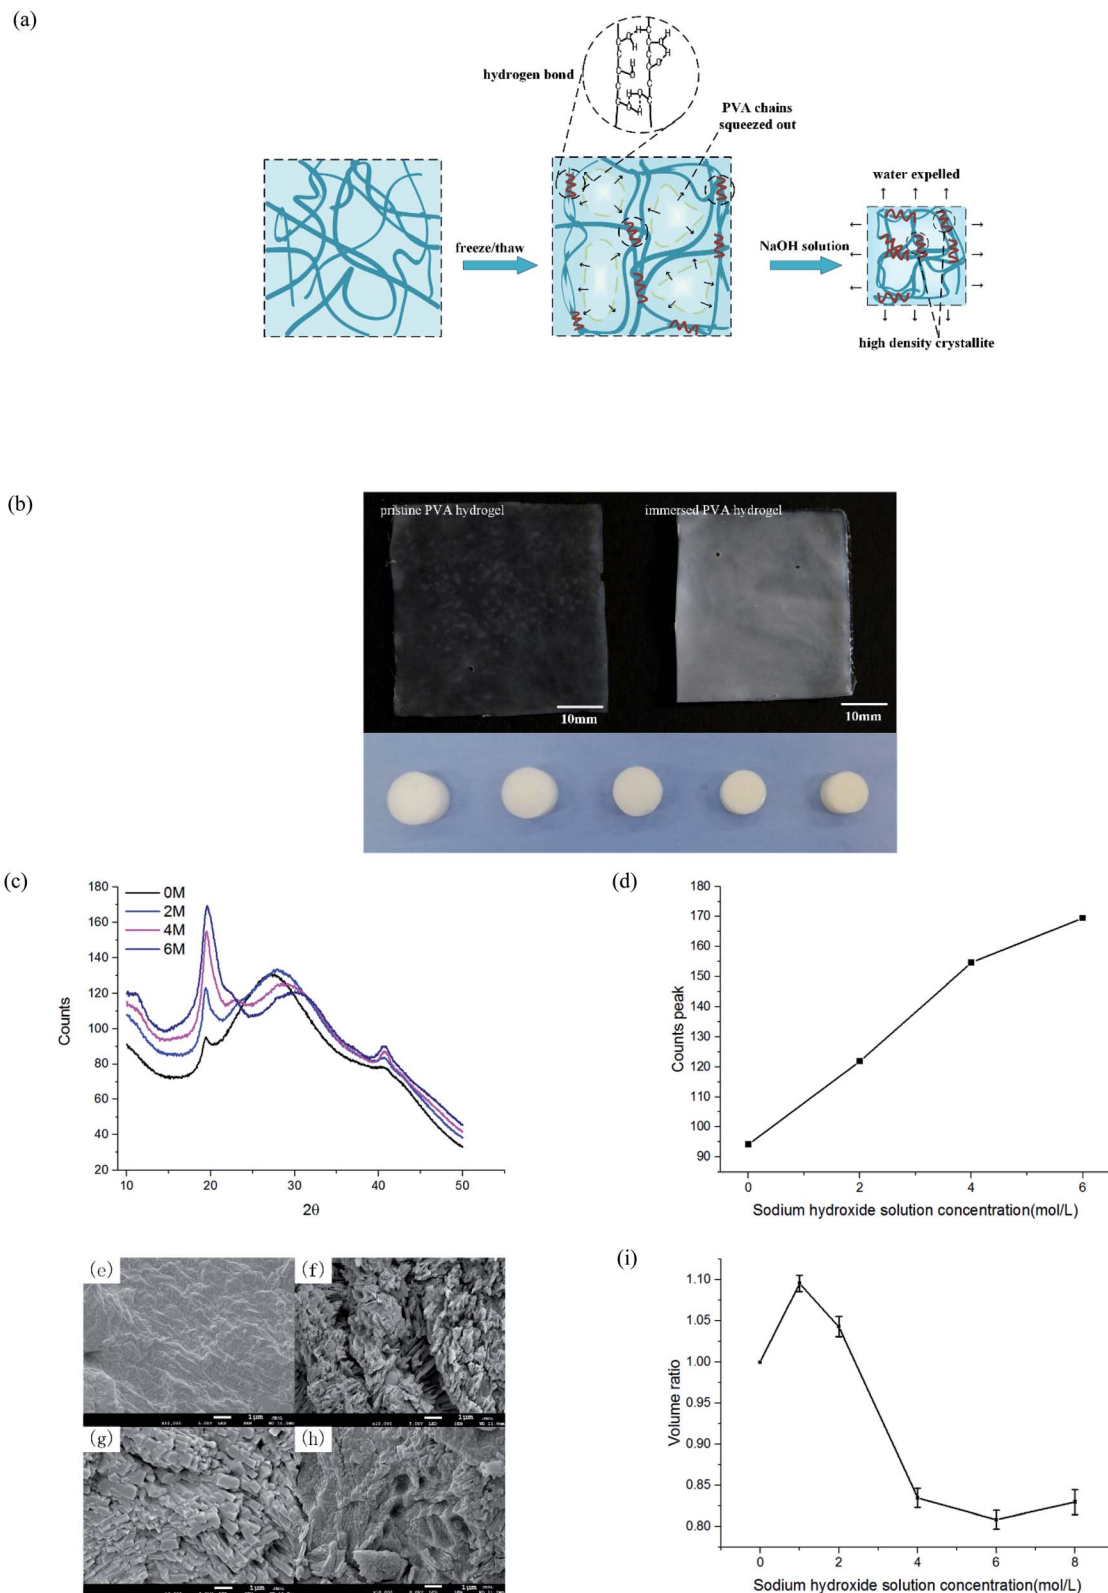 (a)
hydrogen bond
PVA chains
squeezed out
water expelled
freeze/thaw
NaOH solution
high density crystallite
(b)
pristine PVA hydrogel
immersed PVA hydrogel
10mm
10mm
(c)
180
160
140
120
100
80
60
40
20
10
20
30
40
50
Counts
2θ
0M
2M
4M
6M
(d)
180
170
160
150
140
130
120
110
100
90
0
2
4
6
Counts peak
Sodium hydroxide solution concentration(mol/L)
(e)
(f)
1μm
1μm
(g)
(h)
1μm
1μm
(i)
1.10
1.05
1.00
0.95
0.90
0.85
0.80
0
2
4
6
8
Volume ratio
Sodium hydroxide solution concentration(mol/L)